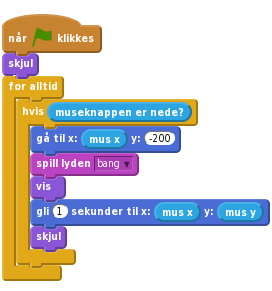 når klikkes
skjul
for alltid
hvis museknappen er nede?
gå til x: mus x y: -200
spill lyden bang
vis
gli 1 sekunder til x: mus x y: mus y
skjul